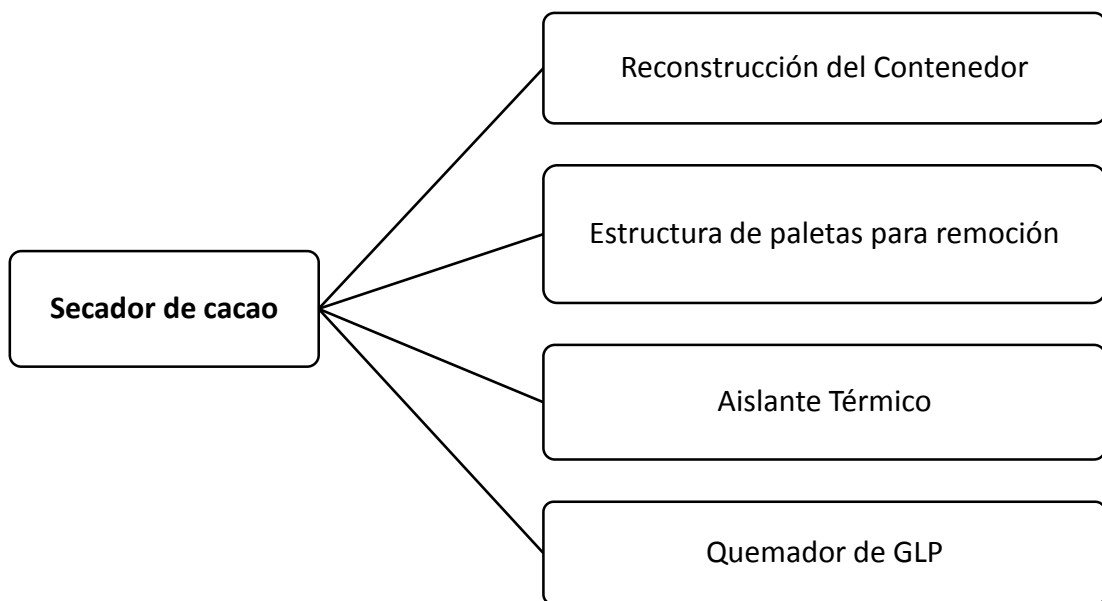 Reconstrucción del Contenedor
Estructura de paletas para remoción
Secador de cacao
Aislante Térmico
Quemador de GLP